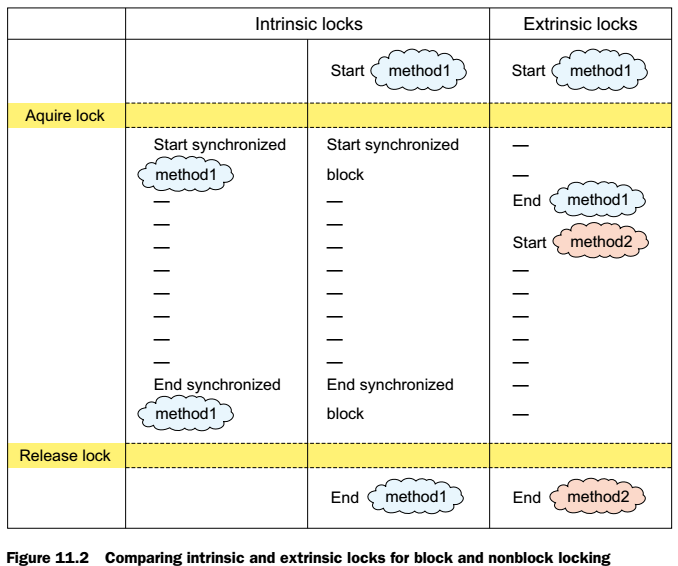 Intrinsic locks
Extrinsic locks
Start method1
Start method1
Aquire lock
Start synchronized
method1
—
—
—
—
—
—
—
—
End synchronized
method1
Start synchronized
block
—
—
—
—
—
—
—
—
End synchronized
block
—
—
End method1
Start method2
—
—
—
—
—
—
—
Release lock
End method1
End method2
Figure 11.2 Comparing intrinsic and extrinsic locks for block and nonblock locking